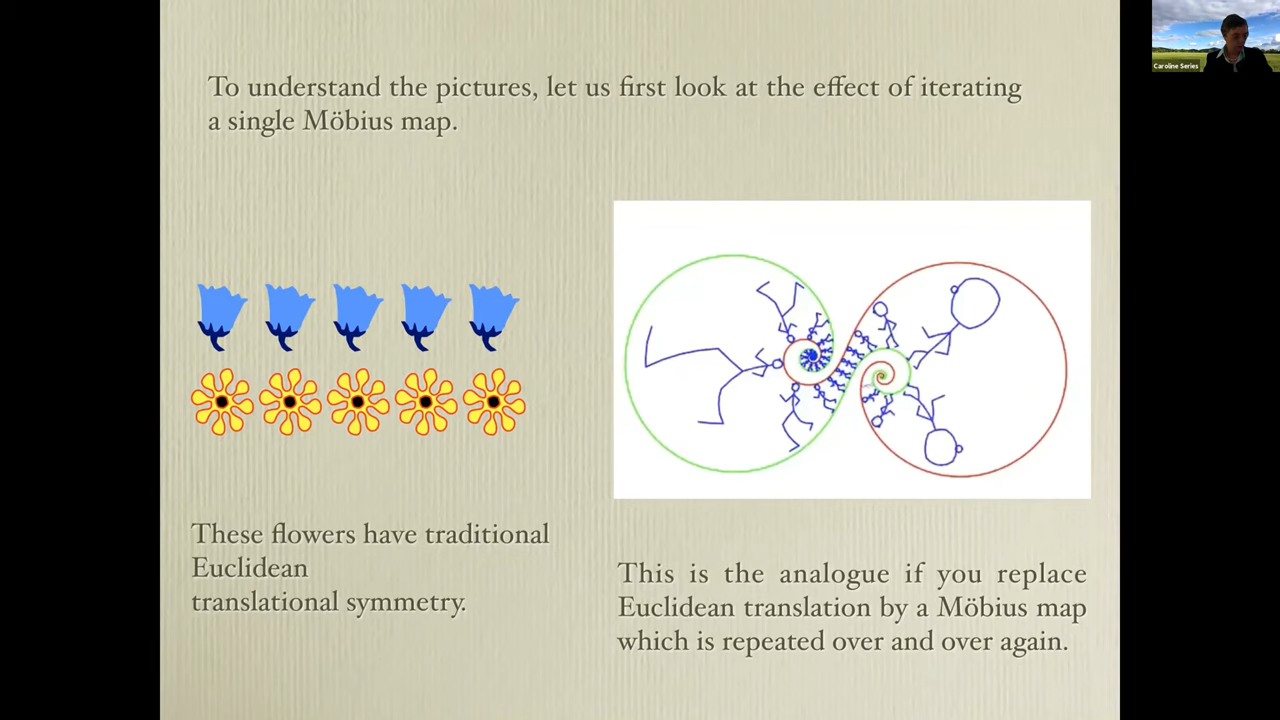 To understand the pictures, let us first look at the effect of iterating
a single Möbius map.
These flowers have traditional
Euclidean
translational symmetry.
This is the analogue if you replace
Euclidean translation by a Möbius map
which is repeated over and over again.
Caroline Series